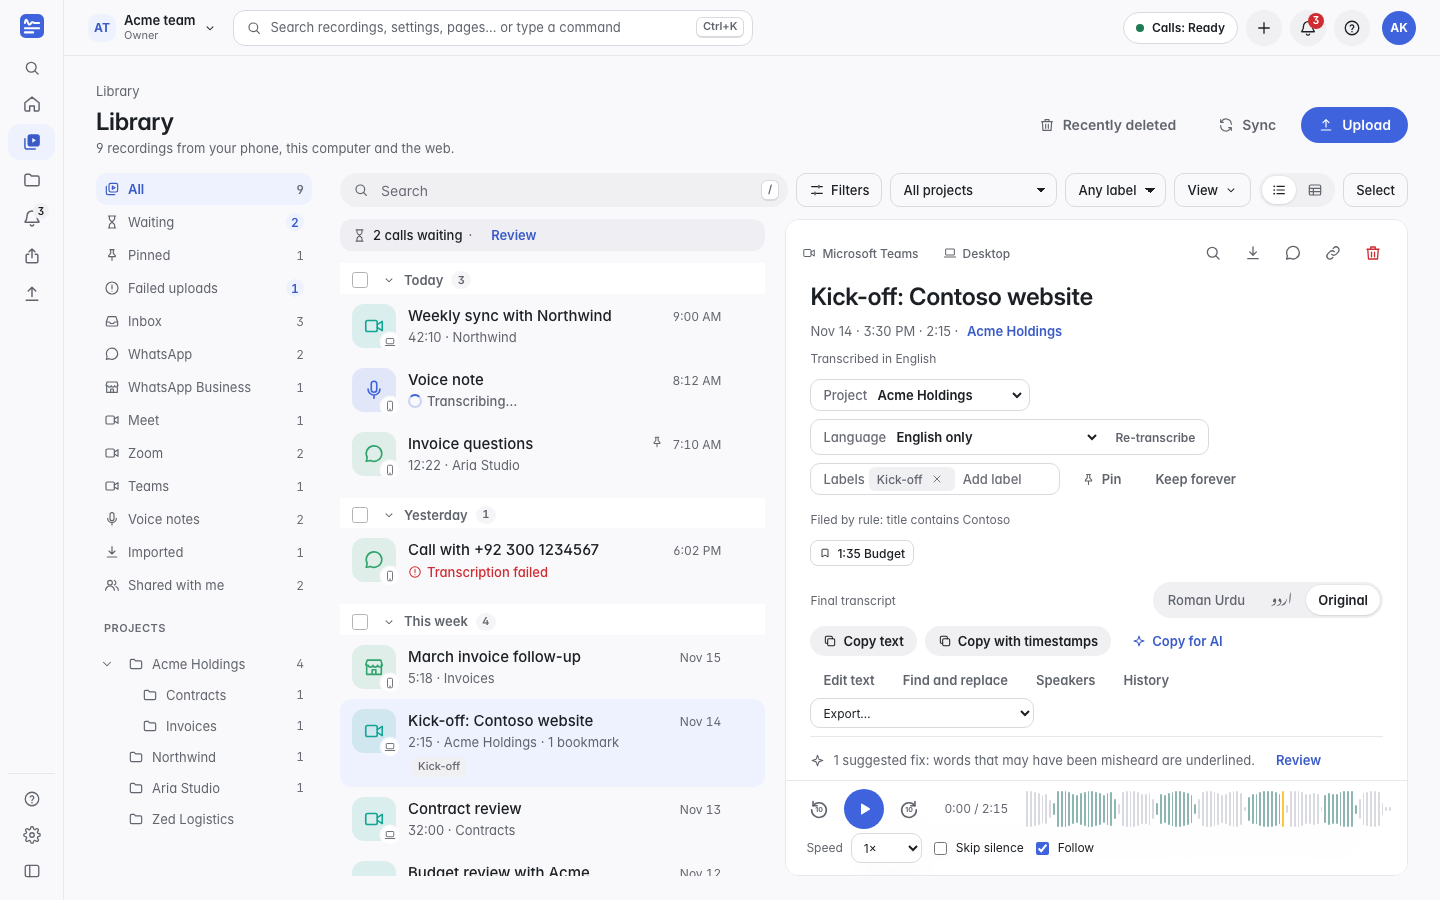 AT
Acme team
Owner
Search recordings, settings, pages... or type a command
Ctrl+K
Calls: Ready
3
AK
3
Library
Library
9 recordings from your phone, this computer and the web.
Recently deleted
Sync
Upload
All 9
Waiting 2
Pinned 1
Failed uploads 1
Inbox 3
WhatsApp 2
WhatsApp Business 1
Meet 1
Zoom 2
Teams 1
Voice notes 2
Imported 1
Shared with me 2
PROJECTS
Acme Holdings 4
Contracts 1
Invoices 1
Northwind 1
Aria Studio 1
Zed Logistics
Search /
Filters
All projects
Any label
View
Select
2 calls waiting · Review
Today 3
Weekly sync with Northwind 9:00 AM
42:10 · Northwind
Voice note 8:12 AM
Transcribing...
Invoice questions 7:10 AM
12:22 · Aria Studio
Yesterday 1
Call with +92 300 1234567 6:02 PM
Transcription failed
This week 4
March invoice follow-up Nov 15
5:18 · Invoices
Kick-off: Contoso website Nov 14
2:15 · Acme Holdings · 1 bookmark
Kick-off
Contract review Nov 13
32:00 · Contracts
Budget review with Acme Nov 12
Microsoft Teams
Desktop
Kick-off: Contoso website
Nov 14 · 3:30 PM · 2:15 · Acme Holdings
Transcribed in English
Project Acme Holdings
Language English only Re-transcribe
Labels Kick-off Add label Pin Keep forever
Filed by rule: title contains Contoso
1:35 Budget
Final transcript
Roman Urdu اردو Original
Copy text Copy with timestamps Copy for AI
Edit text Find and replace Speakers History
Export...
1 suggested fix: words that may have been misheard are underlined. Review
10
10
0:00 / 2:15
Speed 1× Skip silence Follow